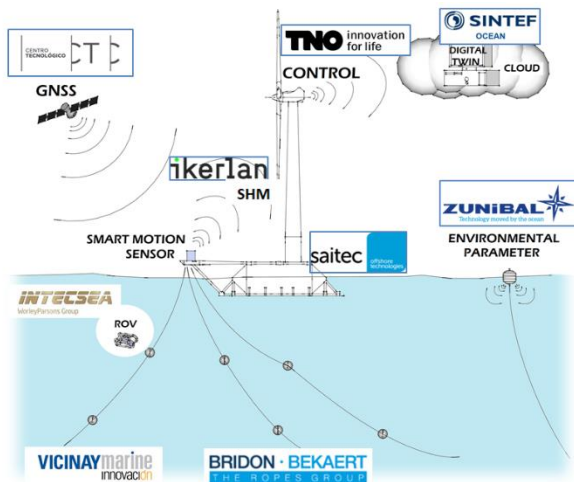 CENTRO
TECNOLÓGICO
CTC
GNSS
TNO innovation
for life
CONTROL
SINTEF
OCEAN
DIGITAL
TWIN
CLOUD
ikerlan
SHM
SMART MOTION
SENSOR
saitec
offshore
technologies
ZUNIBAL
Technology moved by the ocean
ENVIRONMENTAL
PARAMETER
INTECSEA
WorleyParsons Group
ROV
VICINAY marine
innovación
BRIDON · BEKAERT
THE ROPES GROUP